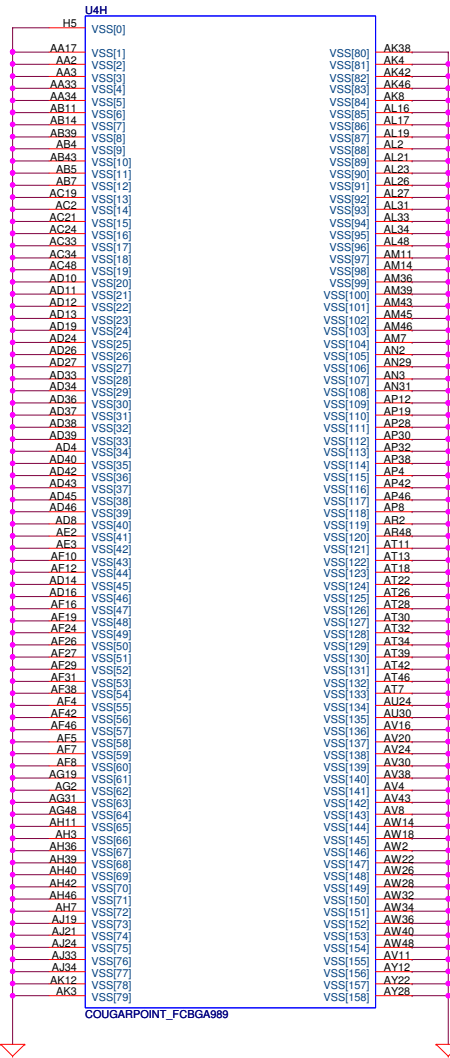 U4H
H5 VSS[0]
AA17 VSS[1] VSS[80] AK38
AA2 VSS[2] VSS[81] AK4
AA3 VSS[3] VSS[82] AK42
AA33 VSS[4] VSS[83] AK46
AA34 VSS[5] VSS[84] AK8
AB11 VSS[6] VSS[85] AL16
AB14 VSS[7] VSS[86] AL17
AB39 VSS[8] VSS[87] AL19
AB4 VSS[9] VSS[88] AL2
AB43 VSS[10] VSS[89] AL21
AB5 VSS[11] VSS[90] AL23
AB7 VSS[12] VSS[91] AL26
AC19 VSS[13] VSS[92] AL27
AC2 VSS[14] VSS[93] AL31
AC21 VSS[15] VSS[94] AL33
AC24 VSS[16] VSS[95] AL34
AC33 VSS[17] VSS[96] AL48
AC34 VSS[18] VSS[97] AM11
AC48 VSS[19] VSS[98] AM14
AD10 VSS[20] VSS[99] AM36
AD11 VSS[21] VSS[100] AM39
AD12 VSS[22] VSS[101] AM43
AD13 VSS[23] VSS[102] AM45
AD19 VSS[24] VSS[103] AM46
AD24 VSS[25] VSS[104] AM7
AD26 VSS[26] VSS[105] AN2
AD27 VSS[27] VSS[106] AN29
AD33 VSS[28] VSS[107] AN3
AD34 VSS[29] VSS[108] AN31
AD36 VSS[30] VSS[109] AP12
AD37 VSS[31] VSS[110] AP19
AD38 VSS[32] VSS[111] AP28
AD39 VSS[33] VSS[112] AP30
AD4 VSS[34] VSS[113] AP32
AD40 VSS[35] VSS[114] AP38
AD42 VSS[36] VSS[115] AP4
AD43 VSS[37] VSS[116] AP42
AD45 VSS[38] VSS[117] AP46
AD46 VSS[39] VSS[118] AP8
AD8 VSS[40] VSS[119] AR2
AE2 VSS[41] VSS[120] AR48
AE3 VSS[42] VSS[121] AT11
AF10 VSS[43] VSS[122] AT13
AF12 VSS[44] VSS[123] AT18
AD14 VSS[45] VSS[124] AT22
AD16 VSS[46] VSS[125] AT26
AF16 VSS[47] VSS[126] AT28
AF19 VSS[48] VSS[127] AT30
AF24 VSS[49] VSS[128] AT32
AF26 VSS[50] VSS[129] AT34
AF27 VSS[51] VSS[130] AT39
AF29 VSS[52] VSS[131] AT42
AF31 VSS[53] VSS[132] AT46
AF38 VSS[54] VSS[133] AT7
AF4 VSS[55] VSS[134] AU24
AF42 VSS[56] VSS[135] AU30
AF46 VSS[57] VSS[136] AV16
AF5 VSS[58] VSS[137] AV20
AF7 VSS[59] VSS[138] AV24
AF8 VSS[60] VSS[139] AV30
AG19 VSS[61] VSS[140] AV38
AG2 VSS[62] VSS[141] AV4
AG31 VSS[63] VSS[142] AV43
AG48 VSS[64] VSS[143] AV8
AH11 VSS[65] VSS[144] AW14
AH3 VSS[66] VSS[145] AW18
AH36 VSS[67] VSS[146] AW2
AH39 VSS[68] VSS[147] AW22
AH40 VSS[69] VSS[148] AW26
AH42 VSS[70] VSS[149] AW28
AH46 VSS[71] VSS[150] AW32
AH7 VSS[72] VSS[151] AW34
AJ19 VSS[73] VSS[152] AW36
AJ21 VSS[74] VSS[153] AW40
AJ24 VSS[75] VSS[154] AW48
AJ33 VSS[76] VSS[155] AV11
AJ34 VSS[77] VSS[156] AY12
AK12 VSS[78] VSS[157] AY22
AK3 VSS[79] VSS[158] AY28
COUGARPOINT_FCBGA989